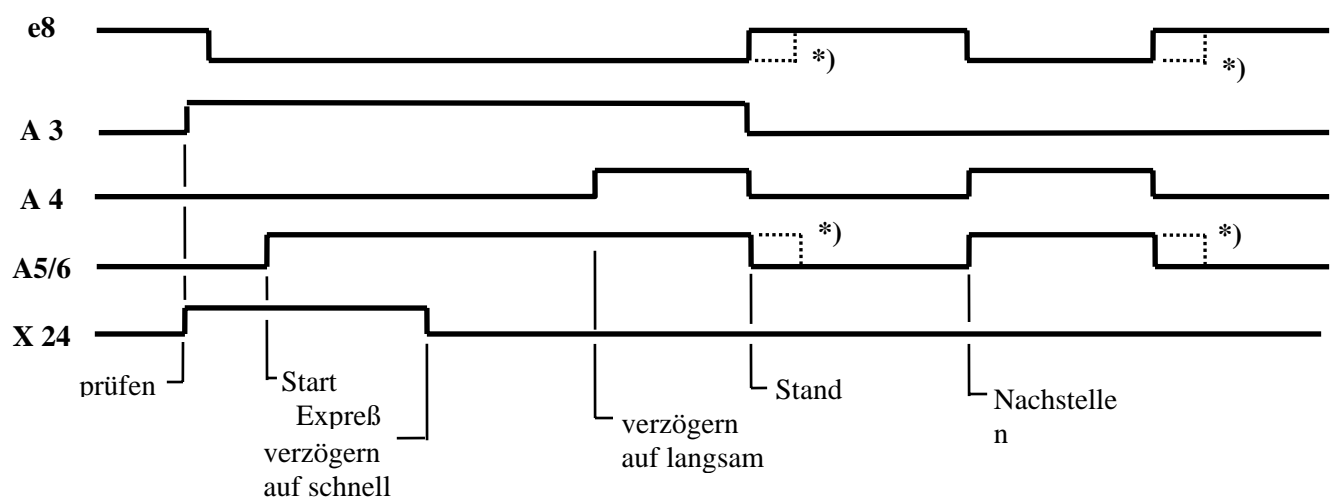 e8
*)
*)
A 3
A 4
*)
*)
A5/6
X 24
prüfen
Start
Expreß
verzögern
auf schnell
verzögern
auf langsam
Stand
Nachstelle
n